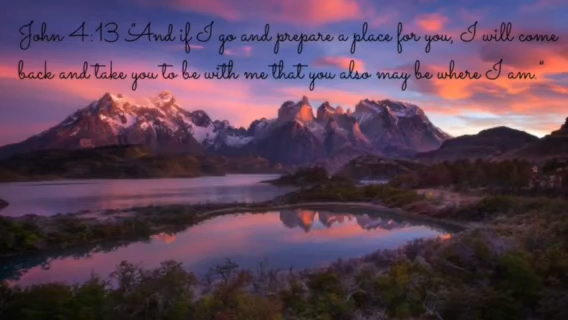 John 4:13 "And if I go and prepare a place for you, I will come
back and take you to be with me that you also may be where I am."